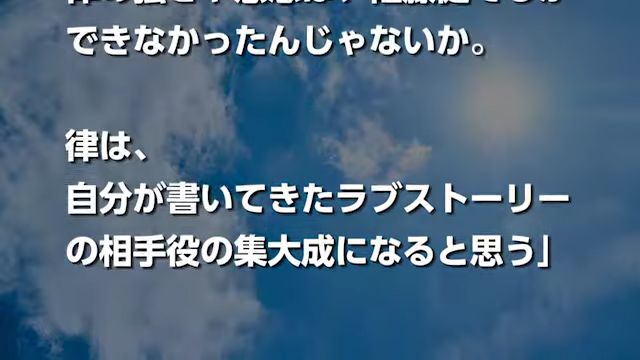 できなかったんじゃないか。
律は、
自分が書いてきたラブストーリー
の相手役の集大成になると思う」